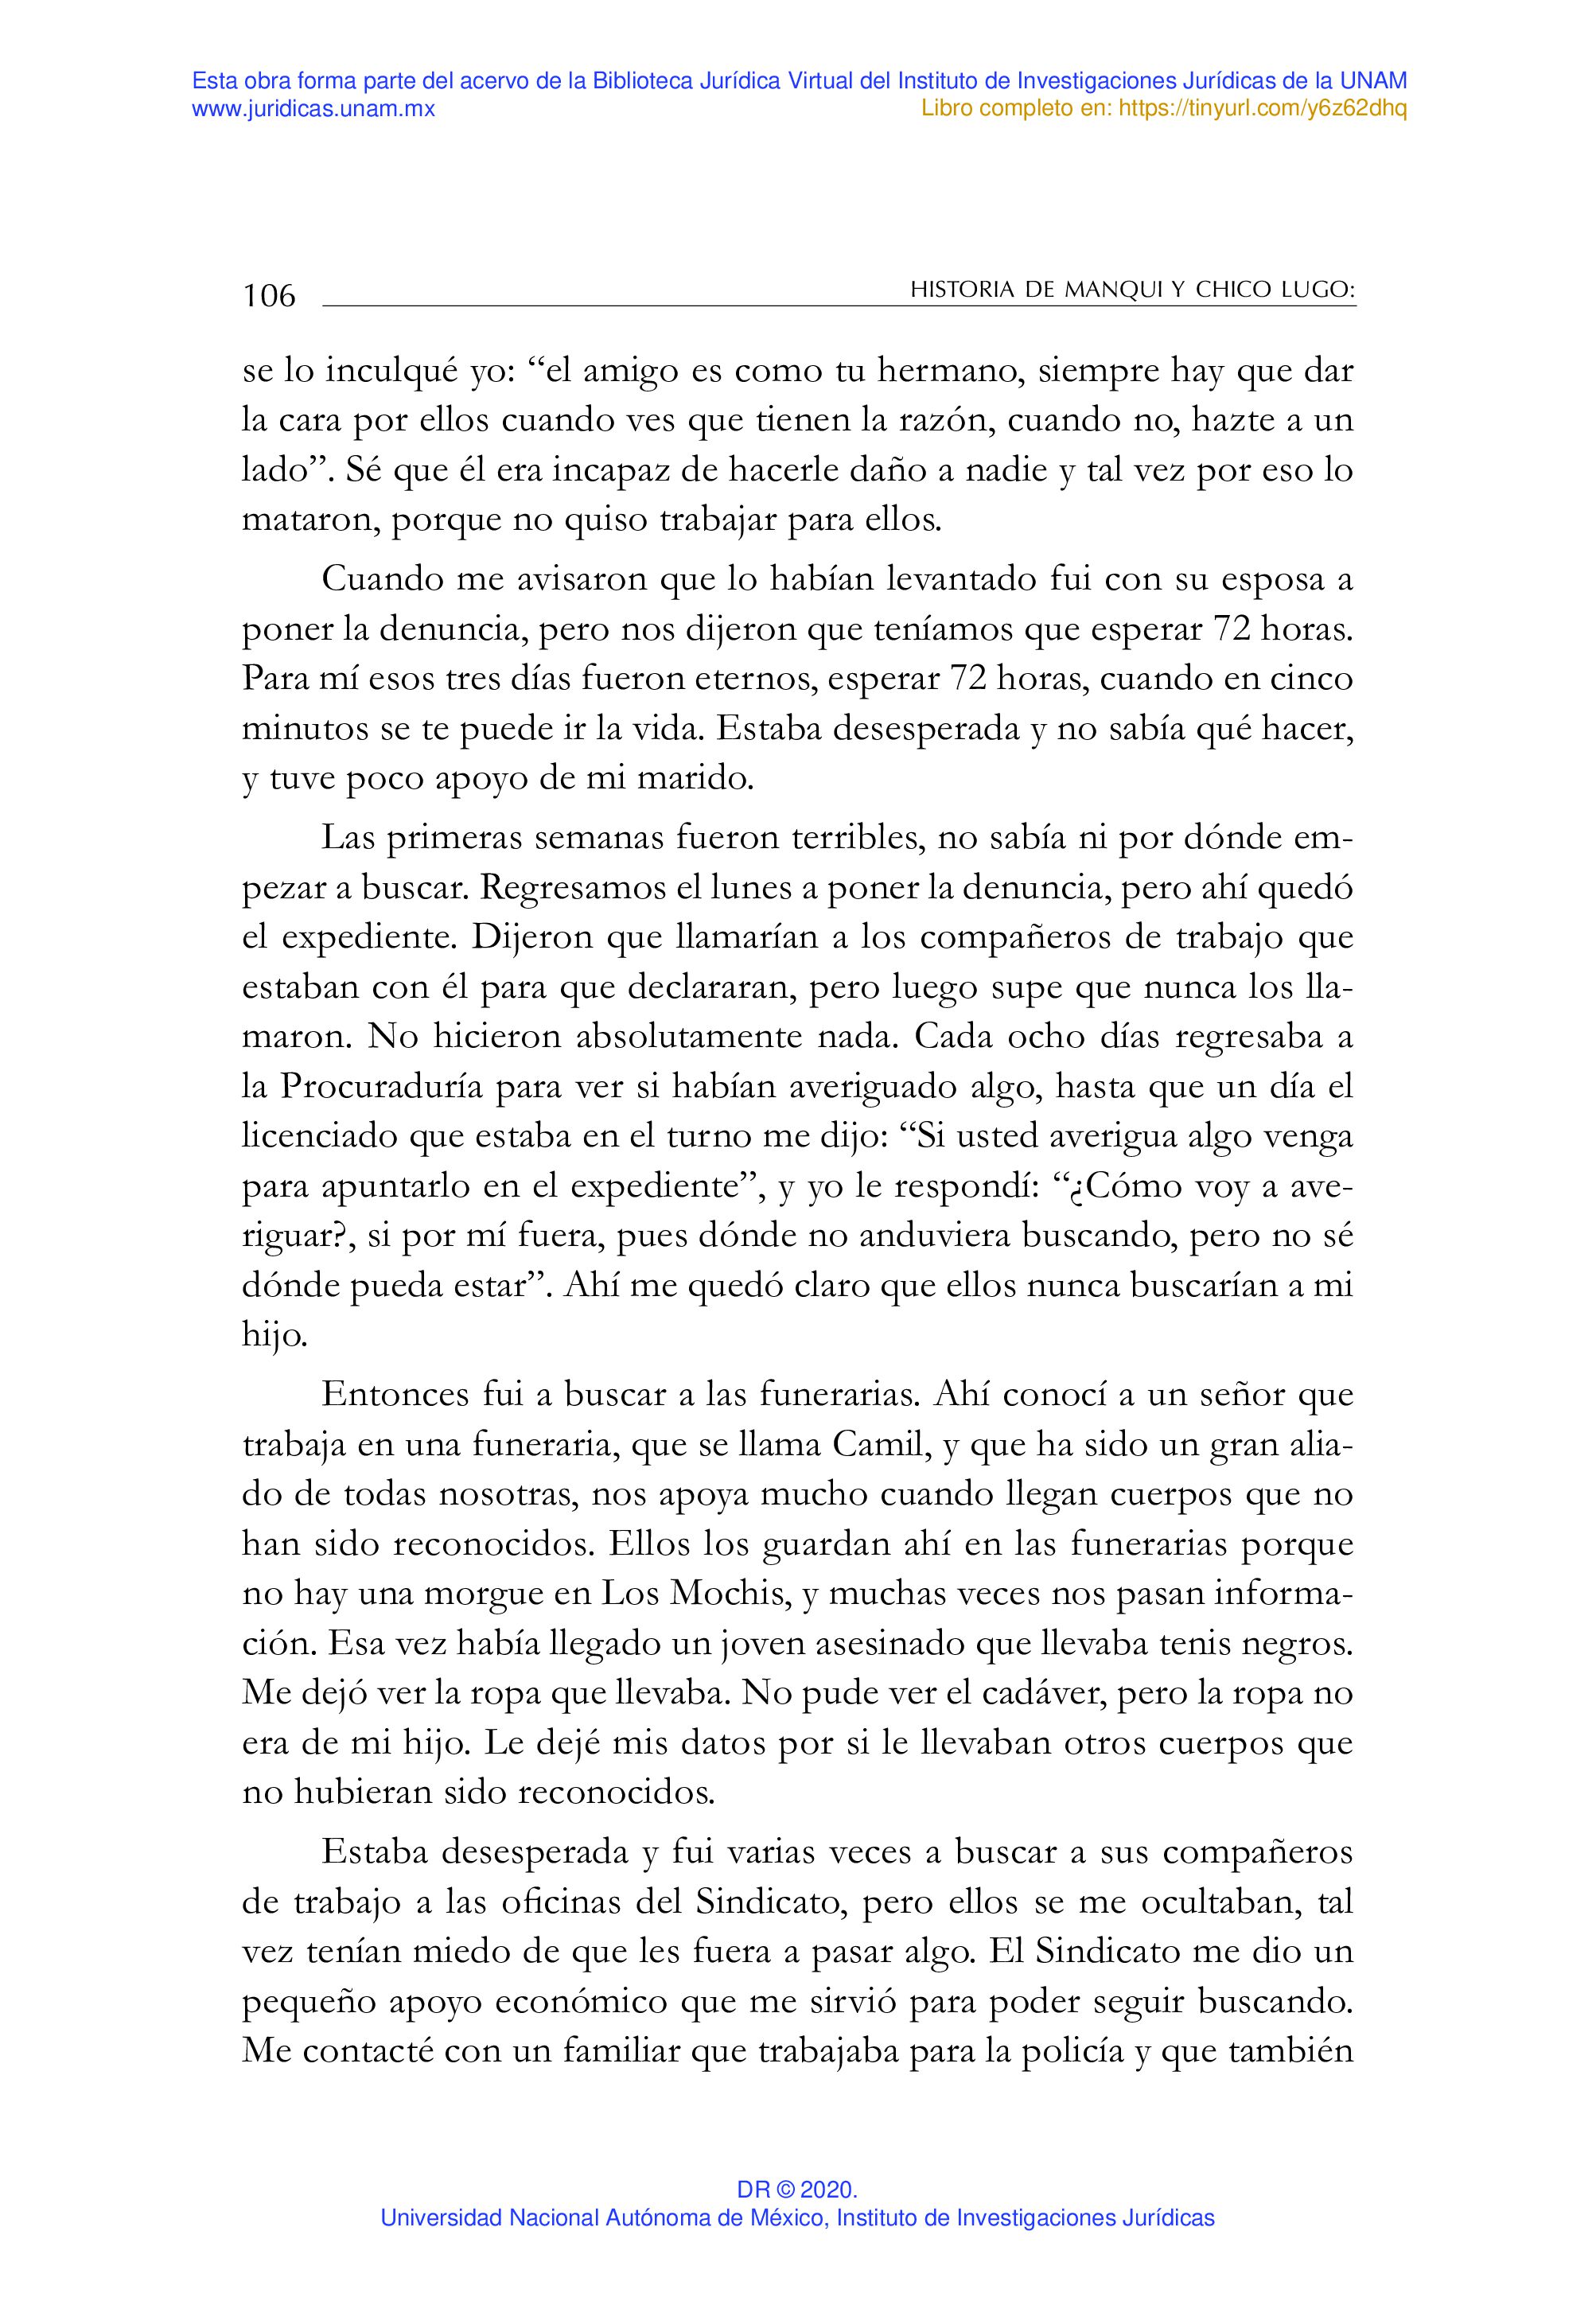 Esta obra forma parte del acervo de la Biblioteca Jurídica Virtual del Instituto de Investigaciones Jurídicas de la UNAM
www.juridicas.unam.mx
Libro completo en: https://tinyurl.com/y6z62dhq
106
HISTORIA DE MANQUI Y CHICO LUGO:
se lo inculqué yo: “el amigo es como tu hermano, siempre hay que dar
la cara por ellos cuando ves que tienen la razón, cuando no, hazte a un
lado”. Sé que él era incapaz de hacerle daño a nadie y tal vez por eso lo
mataron, porque no quiso trabajar para ellos.
Cuando me avisaron que lo habían levantado fui con su esposa a
poner la denuncia, pero nos dijeron que teníamos que esperar 72 horas.
Para mí esos tres días fueron eternos, esperar 72 horas, cuando en cinco
minutos se te puede ir la vida. Estaba desesperada y no sabía qué hacer,
y tuve poco apoyo de mi marido.
Las primeras semanas fueron terribles, no sabía ni por dónde em-
pezar a buscar. Regresamos el lunes a poner la denuncia, pero ahí quedó
el expediente. Dijeron que llamarían a los compañeros de trabajo que
estaban con él para que declararan, pero luego supe que nunca los lla-
maron. No hicieron absolutamente nada. Cada ocho días regresaba a
la Procuraduría para ver si habían averiguado algo, hasta que un día el
licenciado que estaba en el turno me dijo: “Si usted averigua algo venga
para apuntarlo en el expediente”, y yo le respondí: “¿Cómo voy a ave-
riguar?, si por mí fuera, pues dónde no anduviera buscando, pero no sé
dónde pueda estar”. Ahí me quedó claro que ellos nunca buscarían a mi
hijo.
Entonces fui a buscar a las funerarias. Ahí conocí a un señor que
trabaja en una funeraria, que se llama Camil, y que ha sido un gran alia-
do de todas nosotras, nos apoya mucho cuando llegan cuerpos que no
han sido reconocidos. Ellos los guardan ahí en las funerarias porque
no hay una morgue en Los Mochis, y muchas veces nos pasan informa-
ción. Esa vez había llegado un joven asesinado que llevaba tenis negros.
Me dejó ver la ropa que llevaba. No pude ver el cadáver, pero la ropa no
era de mi hijo. Le dejé mis datos por si le llevaban otros cuerpos que
no hubieran sido reconocidos.
Estaba desesperada y fui varias veces a buscar a sus compañeros
de trabajo a las oficinas del Sindicato, pero ellos se me ocultaban, tal
vez tenían miedo de que les fuera a pasar algo. El Sindicato me dio un
pequeño apoyo económico que me sirvió para poder seguir buscando.
Me contacté con un familiar que trabajaba para la policía y que también
DR © 2020.
Universidad Nacional Autónoma de México, Instituto de Investigaciones Jurídicas